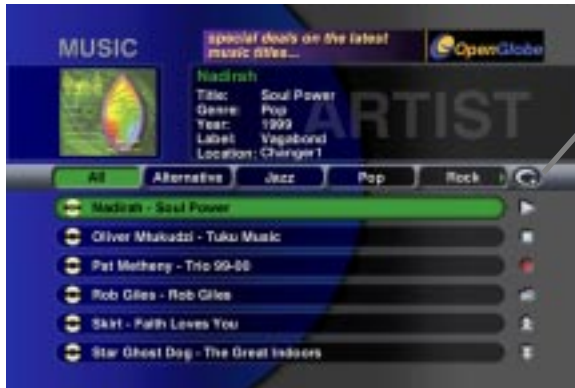 MUSIC
special deals on the latest
music titles...
OpenGlobe
Nadirah
Title: Soul Power
Genre: Pop
Year: 1999
Label: Vagabond
Location: Changer1
ARTIST
All Alternative Jazz Pop Rock
Nadirah - Soul Power
Oliver Mtukudzi - Tuku Music
Pat Metheny - Trio 99-00
Rob Giles - Rob Giles
Skirt - Faith Loves You
Star Ghost Dog - The Great Indoors